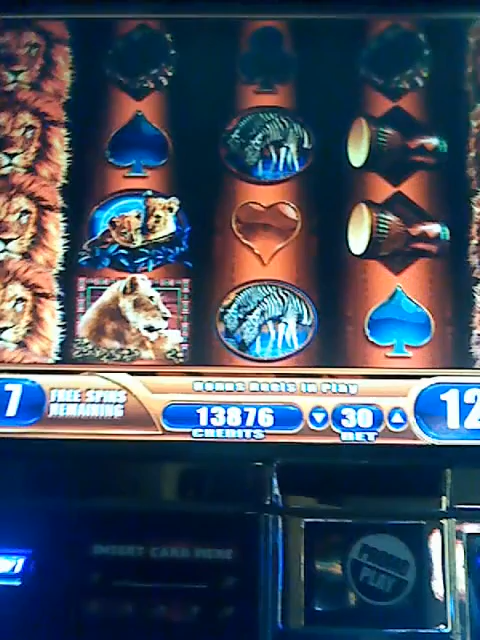 BONUS REELS IN PLAY
7 FREE SPINS
REMAINING
13876 30 12
CREDITS BET
INSERT CARD HERE
PROMO
PLAY